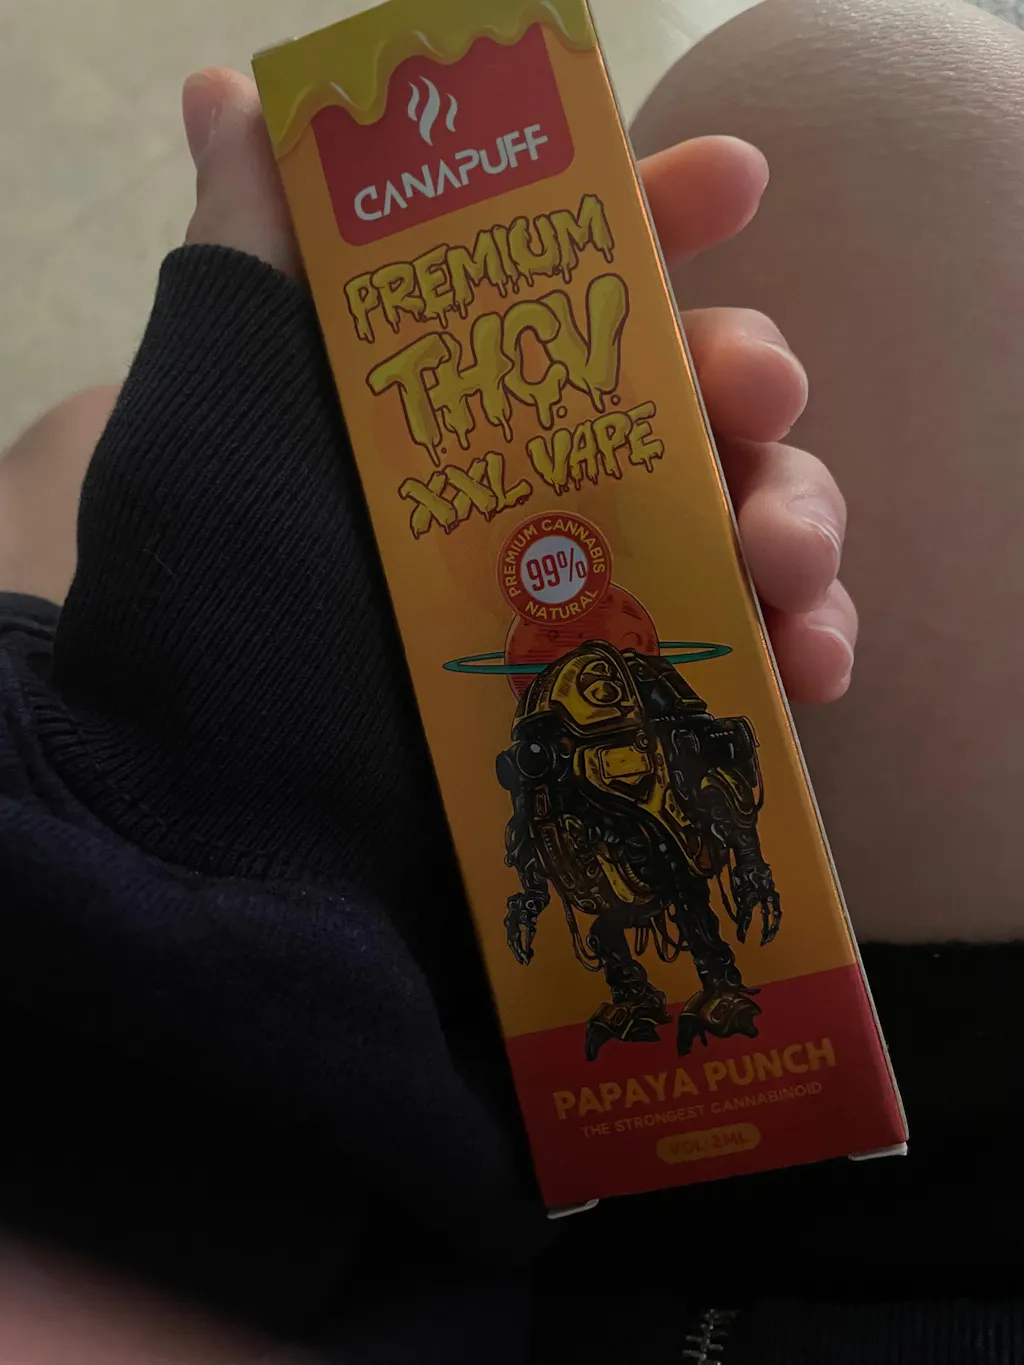 CANAPUFF
PREMIUM
THCV
XXL VAPE
PREMIUM CANNABIS
99%
NATURAL
PAPAYA PUNCH
THE STRONGEST CANNABINOID
VOL. 2ML